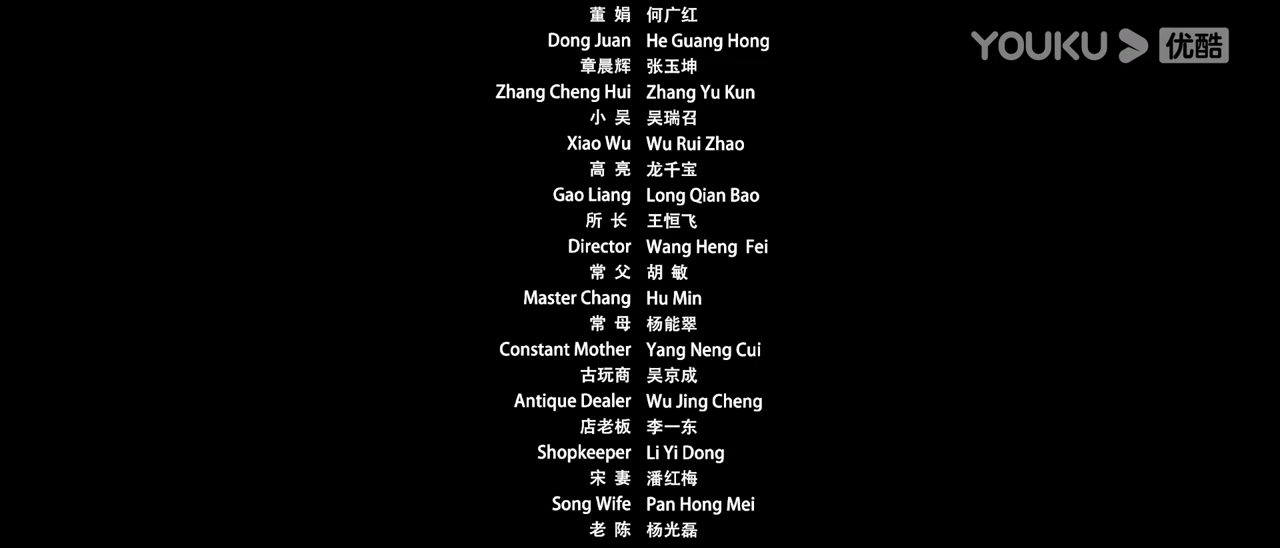 董 娟 何广红
YOUKU 优酷
Dong Juan He Guang Hong
章晨辉 张玉坤
Zhang Cheng Hui Zhang Yu Kun
小 吴 吴瑞召
Xiao Wu Wu Rui Zhao
高 亮 龙千宝
Gao Liang Long Qian Bao
所 长 王恒飞
Director Wang Heng Fei
常 父 胡 敏
Master Chang Hu Min
常 母 杨能翠
Constant Mother Yang Neng Cui
古玩商 吴京成
Antique Dealer Wu Jing Cheng
店老板 李一东
Shopkeeper Li Yi Dong
宋 妻 潘红梅
Song Wife Pan Hong Mei
老 陈 杨光磊